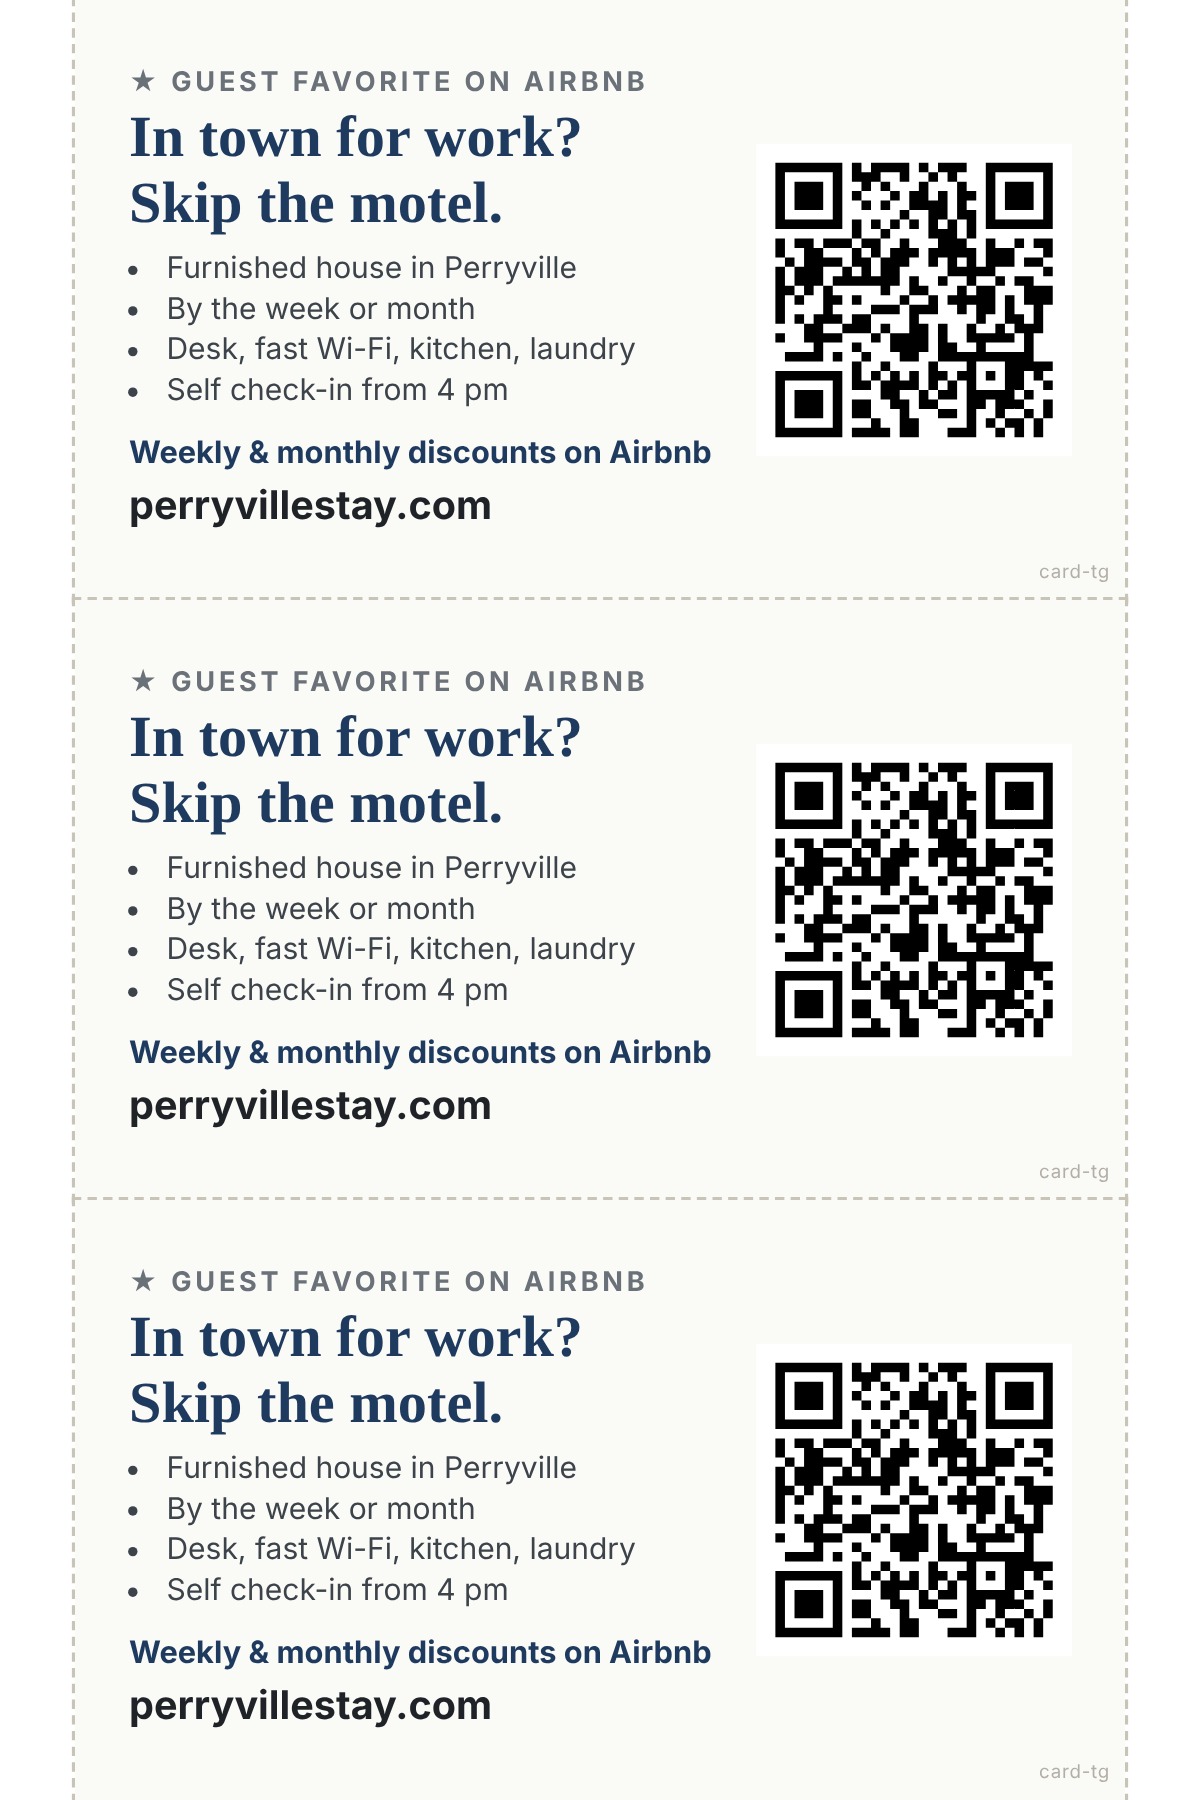 ★ GUEST FAVORITE ON AIRBNB
In town for work?
Skip the motel.
• Furnished house in Perryville
• By the week or month
• Desk, fast Wi-Fi, kitchen, laundry
• Self check-in from 4 pm
Weekly & monthly discounts on Airbnb
perryvillestay.com
card-tg
★ GUEST FAVORITE ON AIRBNB
In town for work?
Skip the motel.
• Furnished house in Perryville
• By the week or month
• Desk, fast Wi-Fi, kitchen, laundry
• Self check-in from 4 pm
Weekly & monthly discounts on Airbnb
perryvillestay.com
card-tg
★ GUEST FAVORITE ON AIRBNB
In town for work?
Skip the motel.
• Furnished house in Perryville
• By the week or month
• Desk, fast Wi-Fi, kitchen, laundry
• Self check-in from 4 pm
Weekly & monthly discounts on Airbnb
perryvillestay.com
card-tg